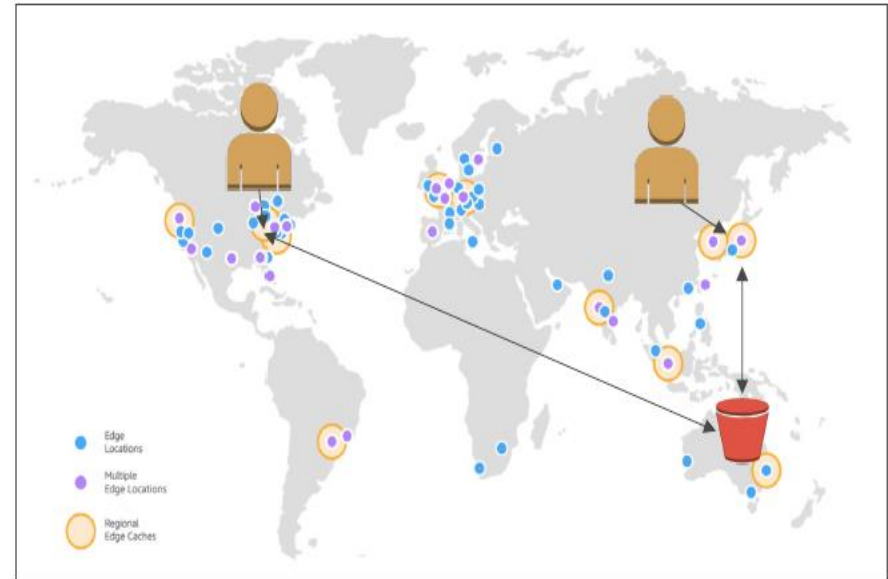 Edge
Locations
Multiple
Edge Locations
Regional
Edge Caches